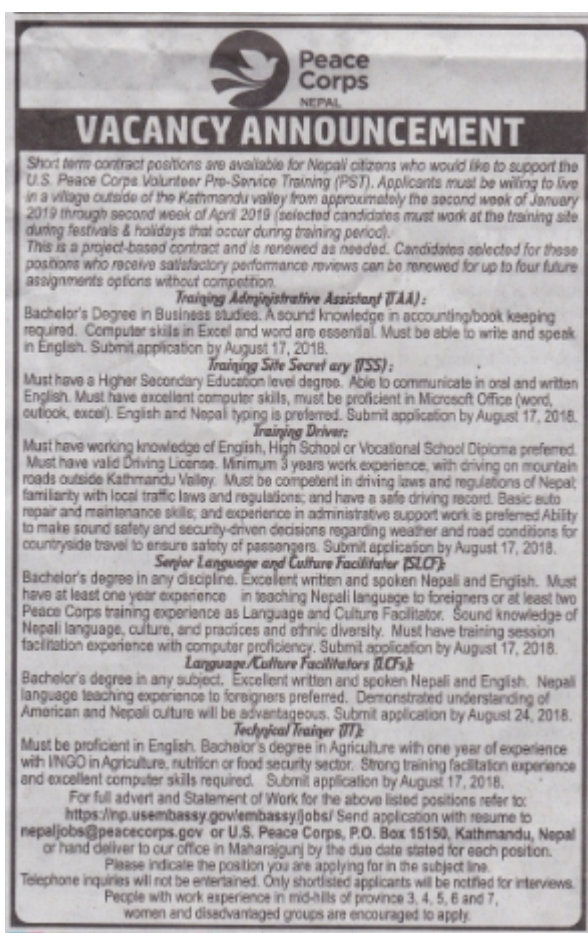 Peace
Corps
NEPAL
VACANCY ANNOUNCEMENT
Short term contract positions are available for Nepali citizens who would like to support the
U.S. Peace Corps Volunteer Pre-Service Training (PST). Applicants must be willing to live
in a village outside of the Kathmandu valley from approximately the second week of January
2019 through second week of April 2019 (selected candidates must work at the training site
during festivals & holidays that occur during training period).
This is a project-based contract and is renewed as needed. Candidates selected for these
positions who receive satisfactory performance reviews can be renewed for up to four future
assignments options without competition.
Training Administrative Assistant (TAA) :
Bachelor's Degree in Business studies. A sound knowledge in accounting/book keeping
required. Computer skills in Excel and word are essential. Must be able to write and speak
in English. Submit application by August 17, 2018.
Training Site Secret ary (TSS) :
Must have a Higher Secondary Education level degree. Able to communicate in oral and written
English. Must have excellent computer skills, must be proficient in Microsoft Office (word,
outlook, excel). English and Nepali typing is preferred. Submit application by August 17, 2018.
Training Driver:
Must have working knowledge of English, High School or Vocational School Diploma preferred.
Must have valid Driving License. Minimum 3 years work experience, with driving on mountain
roads outside Kathmandu Valley. Must be competent in driving laws and regulations of Nepal;
familiarity with local traffic laws and regulations; and have a safe driving record. Basic auto
repair and maintenance skills; and experience in administrative support work is preferred Ability
to make sound safety and security-driven decisions regarding weather and road conditions for
countryside travel to ensure safety of passengers. Submit application by August 17, 2018.
Senior Language and Culture Facilitator (SLCF):
Bachelor's degree in any discipline. Excellent written and spoken Nepali and English. Must
have at least one year experience in teaching Nepali language to foreigners or at least two
Peace Corps training experience as Language and Culture Facilitator. Sound knowledge of
Nepali language, culture, and practices and ethnic diversity. Must have training session
facilitation experience with computer proficiency. Submit application by August 17, 2018.
Language/Culture Facilitators (LCFs):
Bachelor's degree in any subject. Excellent written and spoken Nepali and English. Nepali
language teaching experience to foreigners preferred. Demonstrated understanding of
American and Nepali culture will be advantageous. Submit application by August 24, 2018.
Technical Trainer (TT):
Must be proficient in English. Bachelor's degree in Agriculture with one year of experience
with I/NGO in Agriculture, nutrition or food security sector. Strong training facilitation experience
and excellent computer skills required. Submit application by August 17, 2018.
For full advert and Statement of Work for the above listed positions refer to:
https://np.usembassy.gov/embassy/jobs/ Send application with resume to
nepaljobs@peacecorps.gov or U.S. Peace Corps, P.O. Box 15150, Kathmandu, Nepal
or hand deliver to our office in Maharajgunj by the due date stated for each position.
Please indicate the position you are applying for in the subject line.
Telephone inquiries will not be entertained. Only shortlisted applicants will be notified for interviews.
People with work experience in mid-hills of province 3, 4, 5, 6 and 7,
women and disadvantaged groups are encouraged to apply.